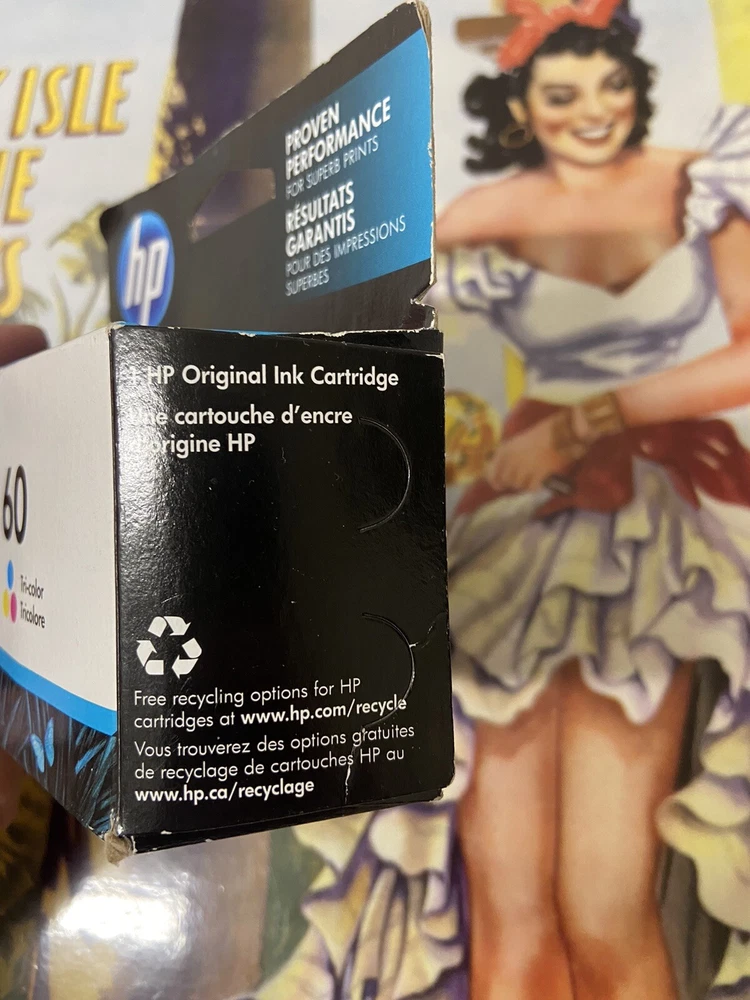 ISLE
hp
PROVEN
PERFORMANCE
FOR SUPERB PRINTS
RÉSULTATS
GARANTIS
POUR DES IMPRESSIONS
SUPERBES
HP Original Ink Cartridge
Une cartouche d'encre
d'origine HP
60
Tri-color
Tricolore
Free recycling options for HP
cartridges at www.hp.com/recycle
Vous trouverez des options gratuites
de recyclage de cartouches HP au
www.hp.ca/recyclage